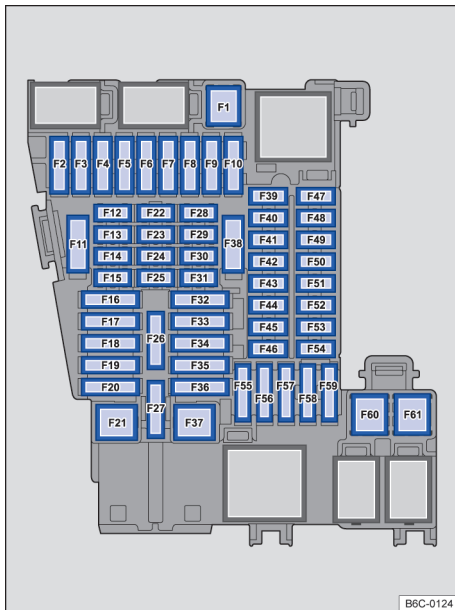 F1
F2 F3 F4 F5 F6 F7 F8 F9 F10
F39 F47
F12 F22 F28
F40 F48
F11 F13 F23 F29 F38 F41 F49
F14 F24 F30 F42 F50
F15 F25 F31 F43 F51
F16 F32 F44 F52
F17 F33 F45 F53
F26
F18 F34 F46 F54
F19 F35
F20 F36 F55 F56 F57 F58 F59
F21 F27 F37 F60 F61
B6C-0124